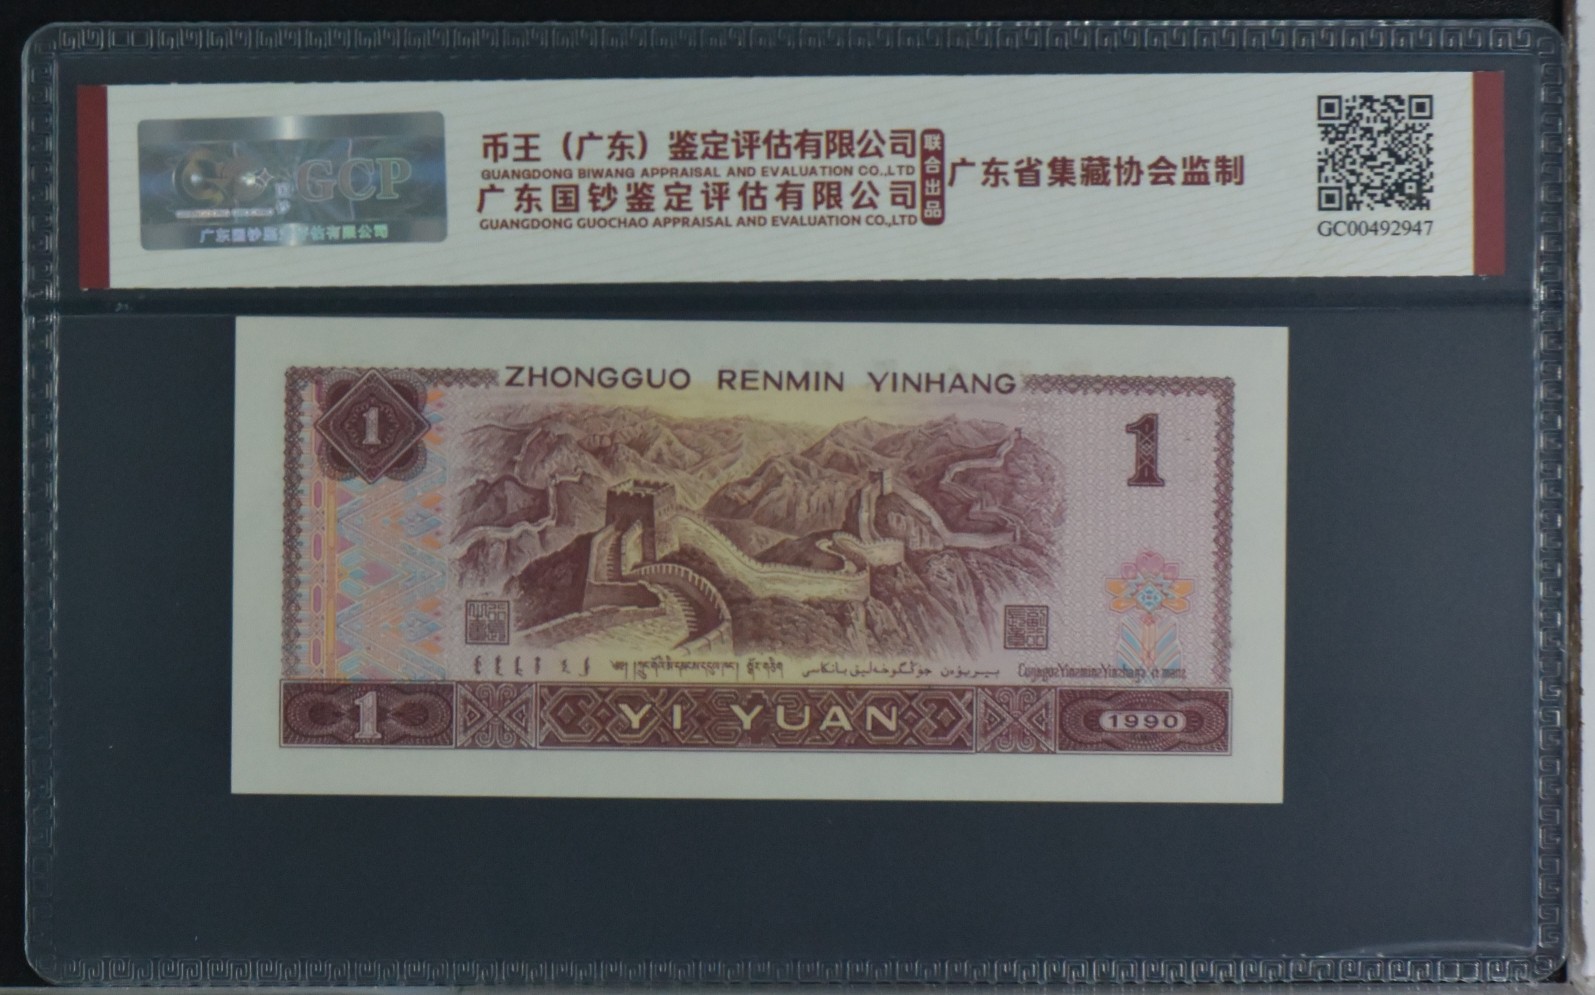 GCP
广东国钞鉴定评估有限公司
币王（广东）鉴定评估有限公司
GUANGDONG BIWANG APPRAISAL AND EVALUATION CO.,LTD
广东国钞鉴定评估有限公司
GUANGDONG GUOCHAO APPRAISAL AND EVALUATION CO.,LTD
联合出品
广东省集藏协会监制
GC00492947
ZHONGGUO RENMIN YINHANG
1
1
1
YI YUAN
1990